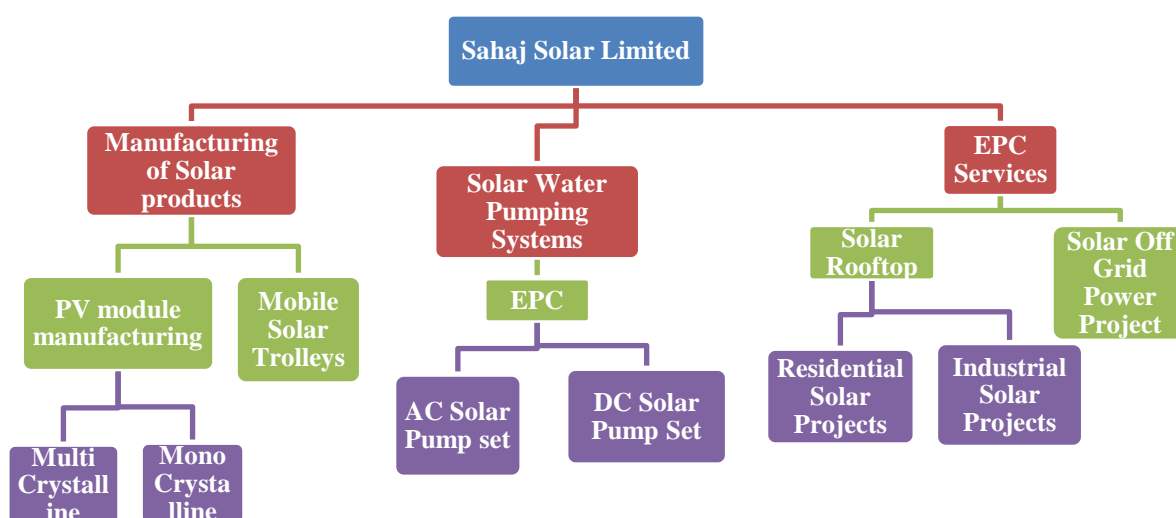 Sahaj Solar Limited
Manufacturing
of Solar
products
Solar Water
Pumping
Systems
EPC
Services
PV module
manufacturing
Mobile
Solar
Trolleys
EPC
Solar
Rooftop
Solar Off
Grid
Power
Project
Multi
Crystall
ine
Mono
Crysta
lline
AC Solar
Pump set
DC Solar
Pump Set
Residential
Solar
Projects
Industrial
Solar
Projects